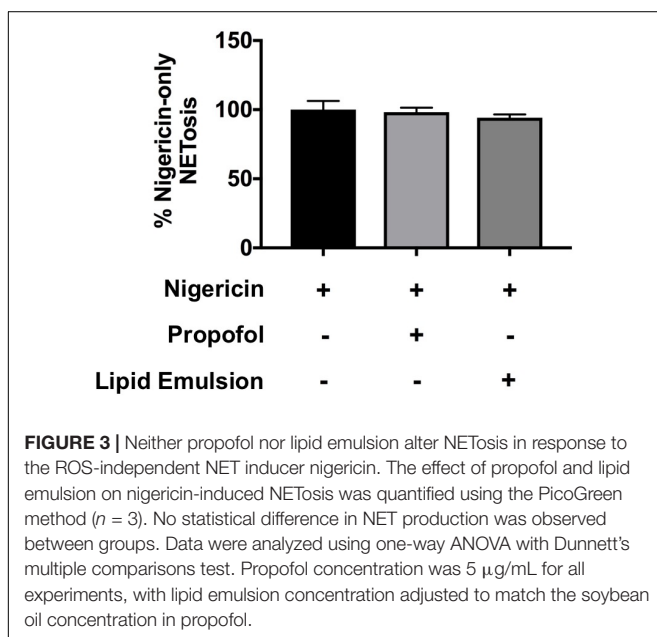 150
100
50
0
% Nigericin-only
NETosis
Nigericin + + +
Propofol - + -
Lipid Emulsion - - +
FIGURE 3 | Neither propofol nor lipid emulsion alter NETosis in response to
the ROS-independent NET inducer nigericin. The effect of propofol and lipid
emulsion on nigericin-induced NETosis was quantified using the PicoGreen
method (n = 3). No statistical difference in NET production was observed
between groups. Data were analyzed using one-way ANOVA with Dunnett's
multiple comparisons test. Propofol concentration was 5 μg/mL for all
experiments, with lipid emulsion concentration adjusted to match the soybean
oil concentration in propofol.